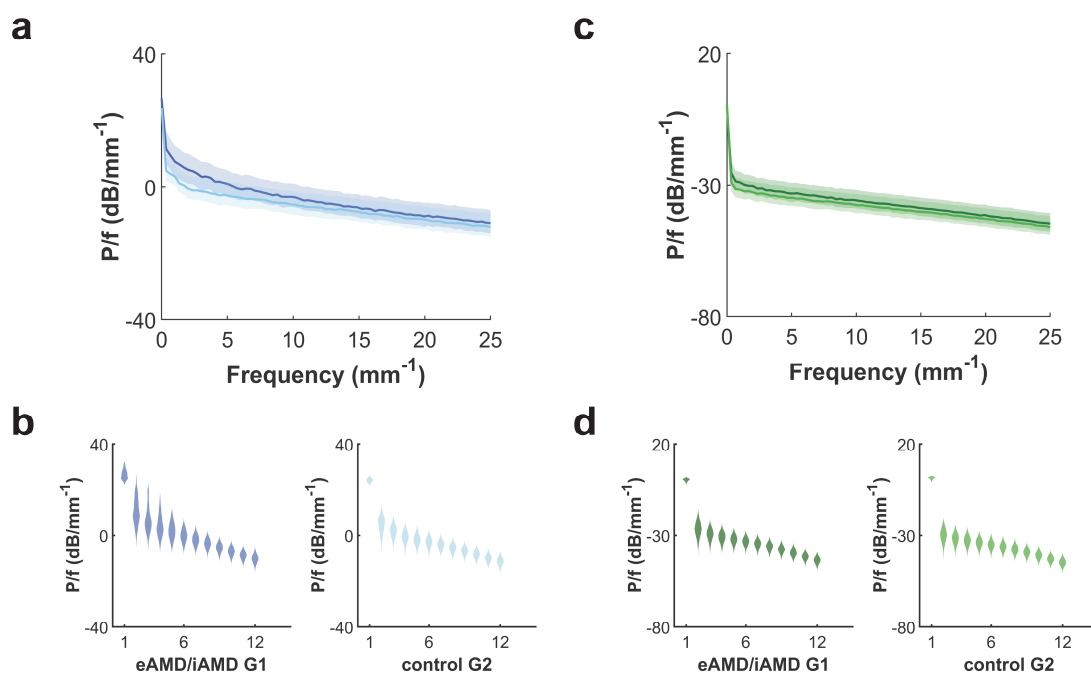 a
40
0
-40
P/f (dB/mm⁻¹)
0 5 10 15 20 25
Frequency (mm⁻¹)
c
20
-30
-80
P/f (dB/mm⁻¹)
0 5 10 15 20 25
Frequency (mm⁻¹)
b
40
0
-40
P/f (dB/mm⁻¹)
1 6 12
eAMD/iAMD G1
40
0
-40
P/f (dB/mm⁻¹)
1 6 12
control G2
d
20
-30
-80
P/f (dB/mm⁻¹)
1 6 12
eAMD/iAMD G1
20
-30
-80
P/f (dB/mm⁻¹)
1 6 12
control G2